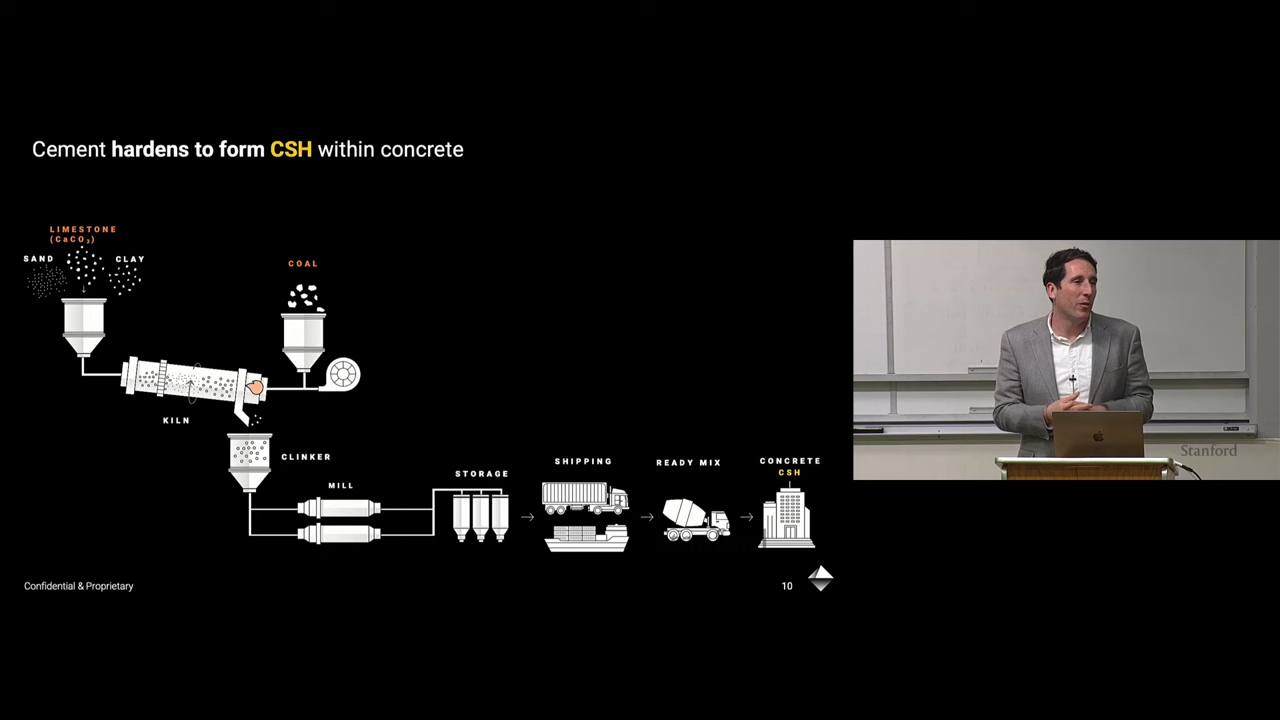 Cement hardens to form CSH within concrete
LIMESTONE
(CaCO₃)
SAND
CLAY
COAL
KILN
CLINKER
MILL
STORAGE
SHIPPING
READY MIX
CONCRETE
CSH
Confidential & Proprietary
10
Stanford